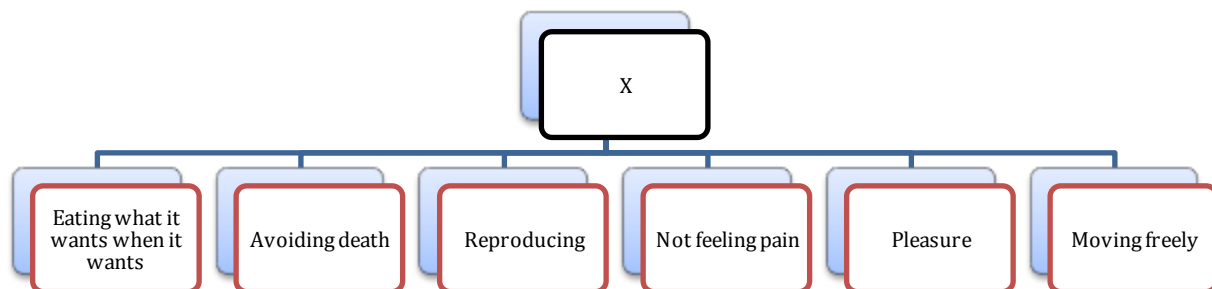 X
Eating what it
wants when it
wants
Avoiding death
Reproducing
Not feeling pain
Pleasure
Moving freely